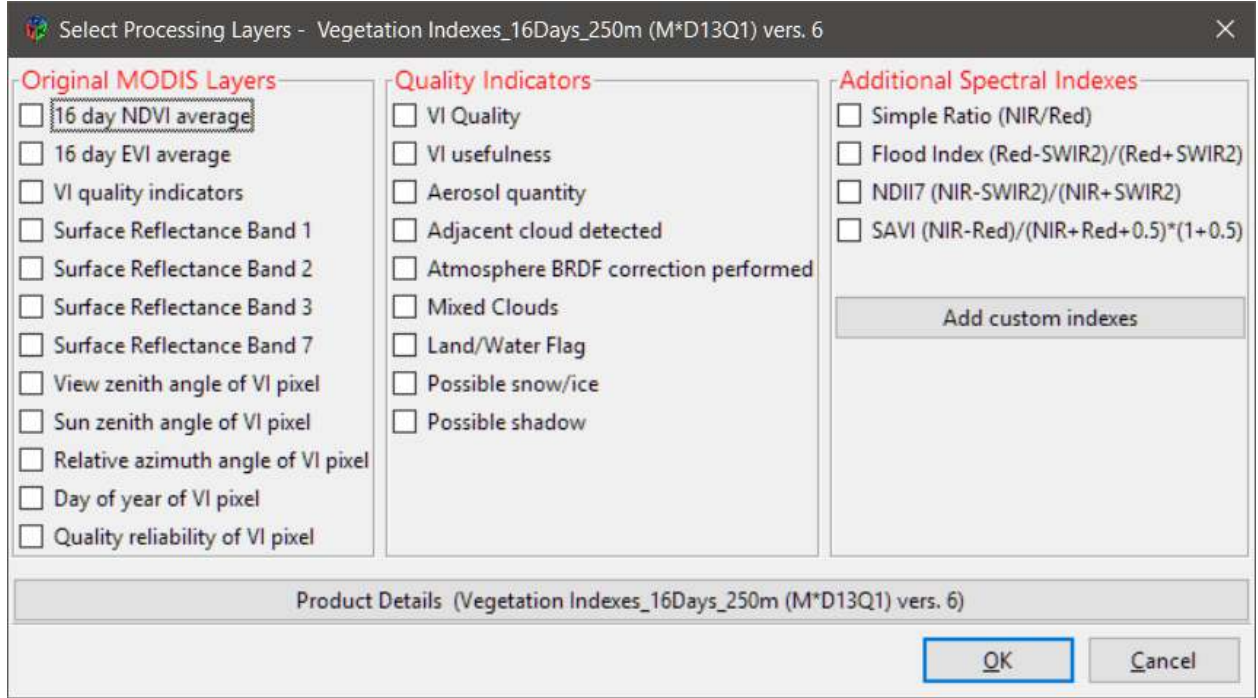 Select Processing Layers - Vegetation Indexes_16Days_250m (M*D13Q1) vers. 6
Original MODIS Layers
16 day NDVI average
16 day EVI average
VI quality indicators
Surface Reflectance Band 1
Surface Reflectance Band 2
Surface Reflectance Band 3
Surface Reflectance Band 7
View zenith angle of VI pixel
Sun zenith angle of VI pixel
Relative azimuth angle of VI pixel
Day of year of VI pixel
Quality reliability of VI pixel
Quality Indicators
VI Quality
VI usefulness
Aerosol quantity
Adjacent cloud detected
Atmosphere BRDF correction performed
Mixed Clouds
Land/Water Flag
Possible snow/ice
Possible shadow
Additional Spectral Indexes
Simple Ratio (NIR/Red)
Flood Index (Red-SWIR2)/(Red+SWIR2)
NDII7 (NIR-SWIR2)/(NIR+SWIR2)
SAVI (NIR-Red)/(NIR+Red+0.5)*(1+0.5)
Add custom indexes
Product Details (Vegetation Indexes_16Days_250m (M*D13Q1) vers. 6)
OK
Cancel